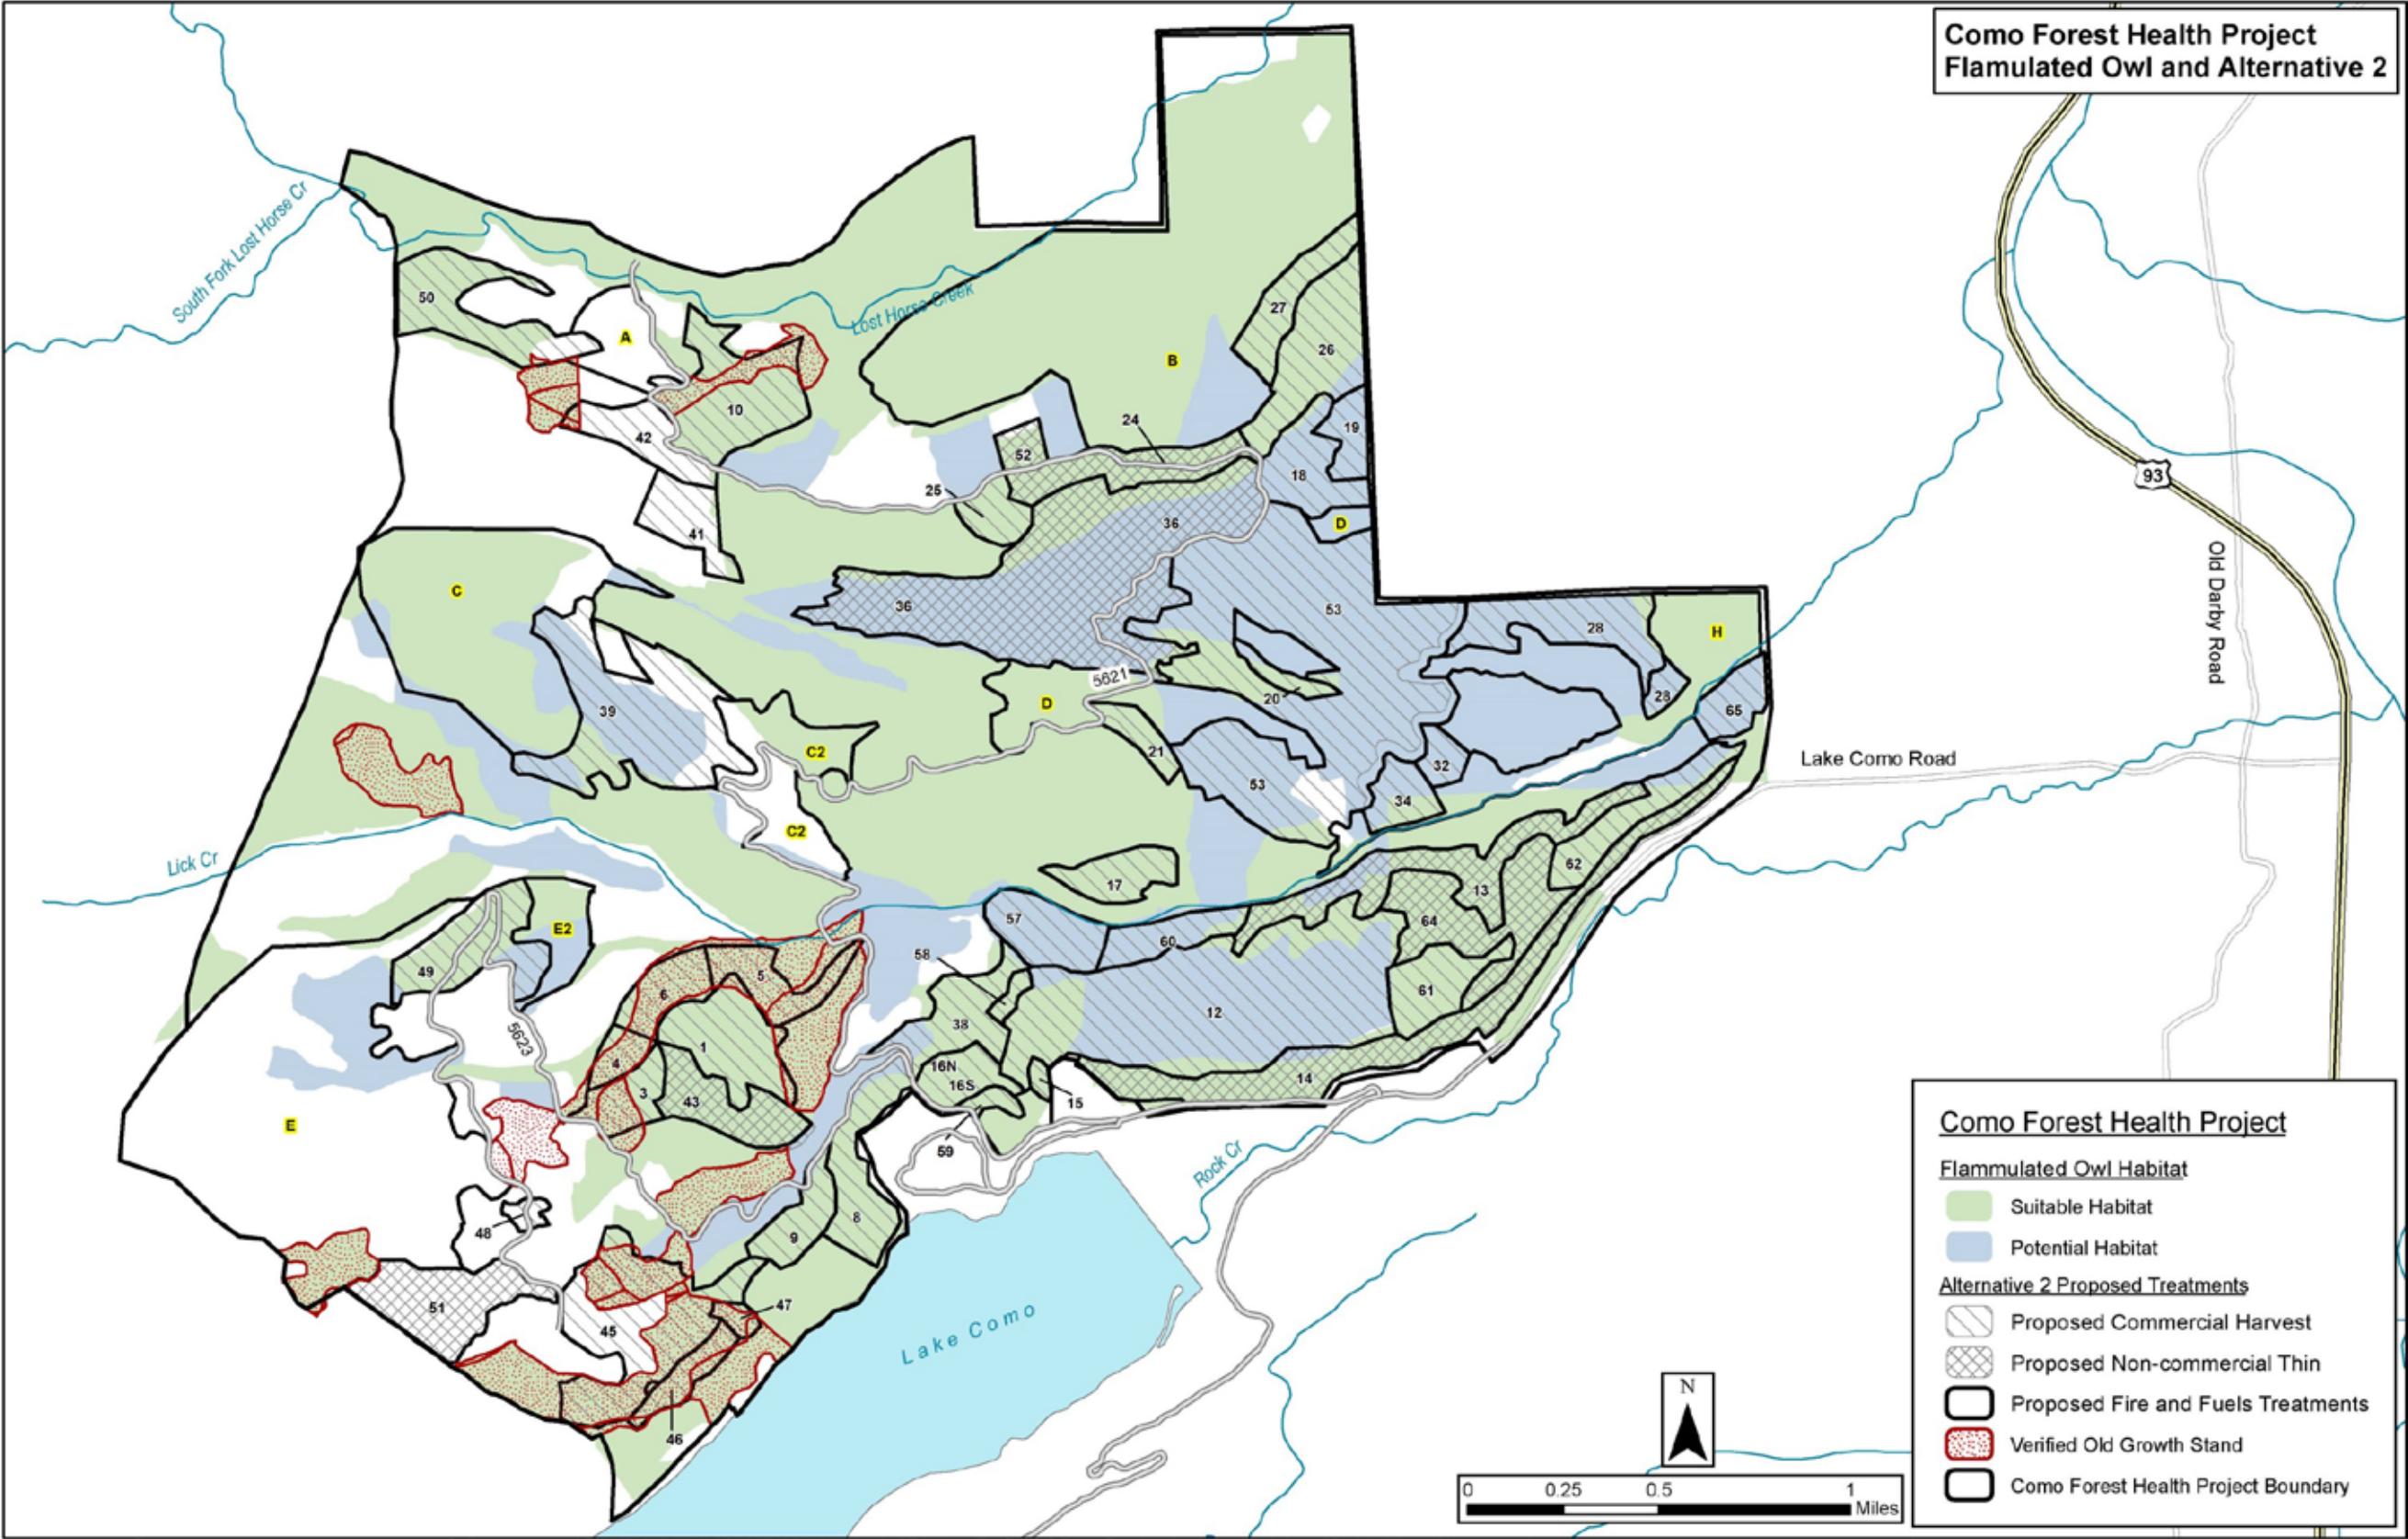 Como Forest Health Project
Flamulated Owl and Alternative 2
South Fork Lost Horse Cr
Lost Horse Creek
50
A
10
42
41
B
27
26
24
19
18
52
25
36
D
93
Old Darby Road
C
36
53
28
H
39
5621
D
20
28
65
C2
21
32
Lake Como Road
53
34
C2
Lick Cr
17
62
13
57
64
E2
60
58
49
5
6
61
12
5623
38
1
4
16N
16S
3
43
14
15
E
59
Rock Cr
8
48
9
47
51
45
Lake Como
46
Como Forest Health Project
Flammulated Owl Habitat
Suitable Habitat
Potential Habitat
Alternative 2 Proposed Treatments
Proposed Commercial Harvest
Proposed Non-commercial Thin
Proposed Fire and Fuels Treatments
Verified Old Growth Stand
Como Forest Health Project Boundary
N
0 0.25 0.5 1
Miles